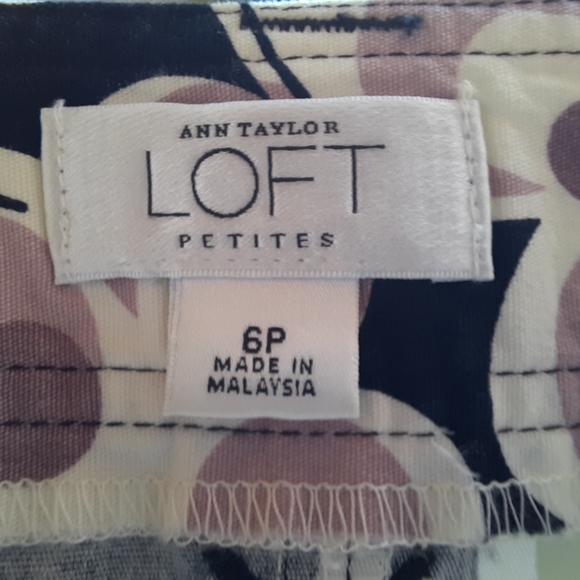 ANN TAYLOR
LOFT
PETITES
6P
MADE IN
MALAYSIA